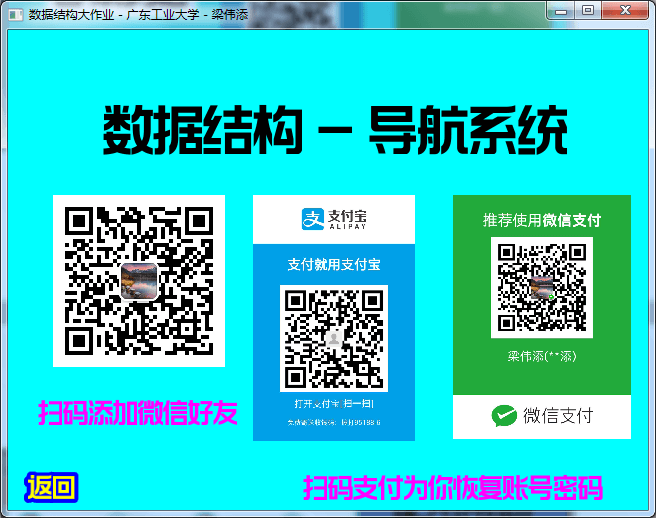 数据结构大作业 - 广东工业大学 - 梁伟添
数据结构 - 导航系统
支付宝
ALIPAY
支付就用支付宝
打开支付宝[扫一扫]
推荐使用微信支付
梁伟添(**添)
微信支付
扫码添加微信好友
扫码支付为你恢复账号密码
返回